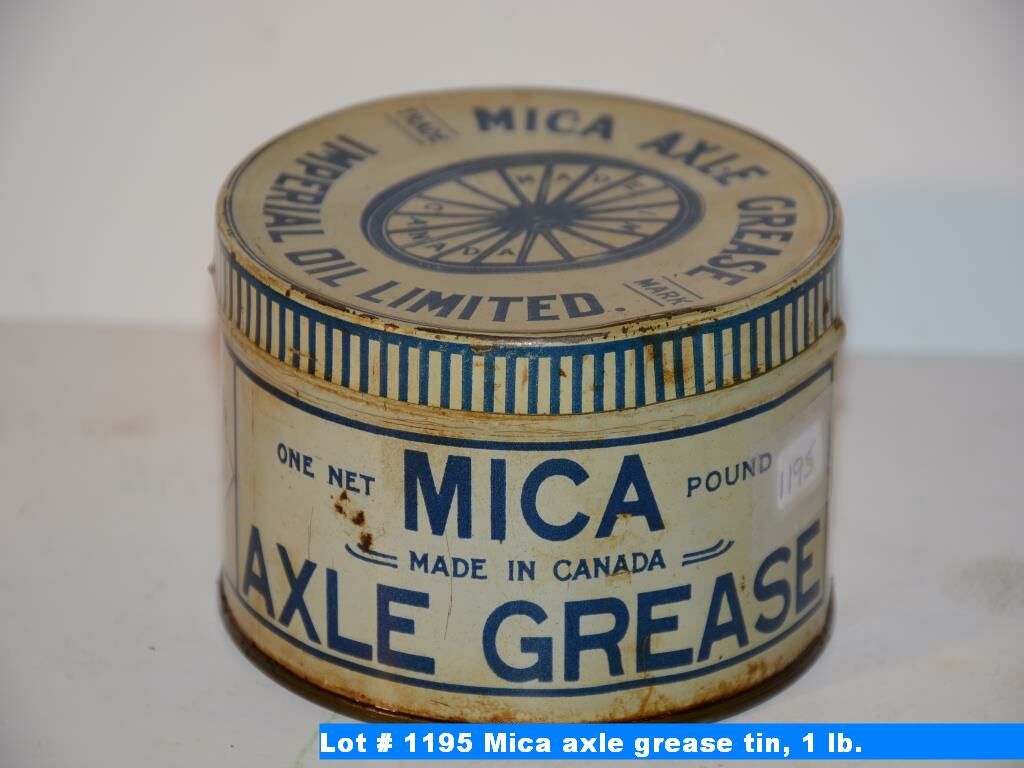 TRADE
MICA AXLE GREASE
IMPERIAL OIL LIMITED.
MARK
MADE IN
CANADA
ONE NET MICA POUND
1195
MADE IN CANADA
AXLE GREASE
Lot # 1195 Mica axle grease tin, 1 lb.